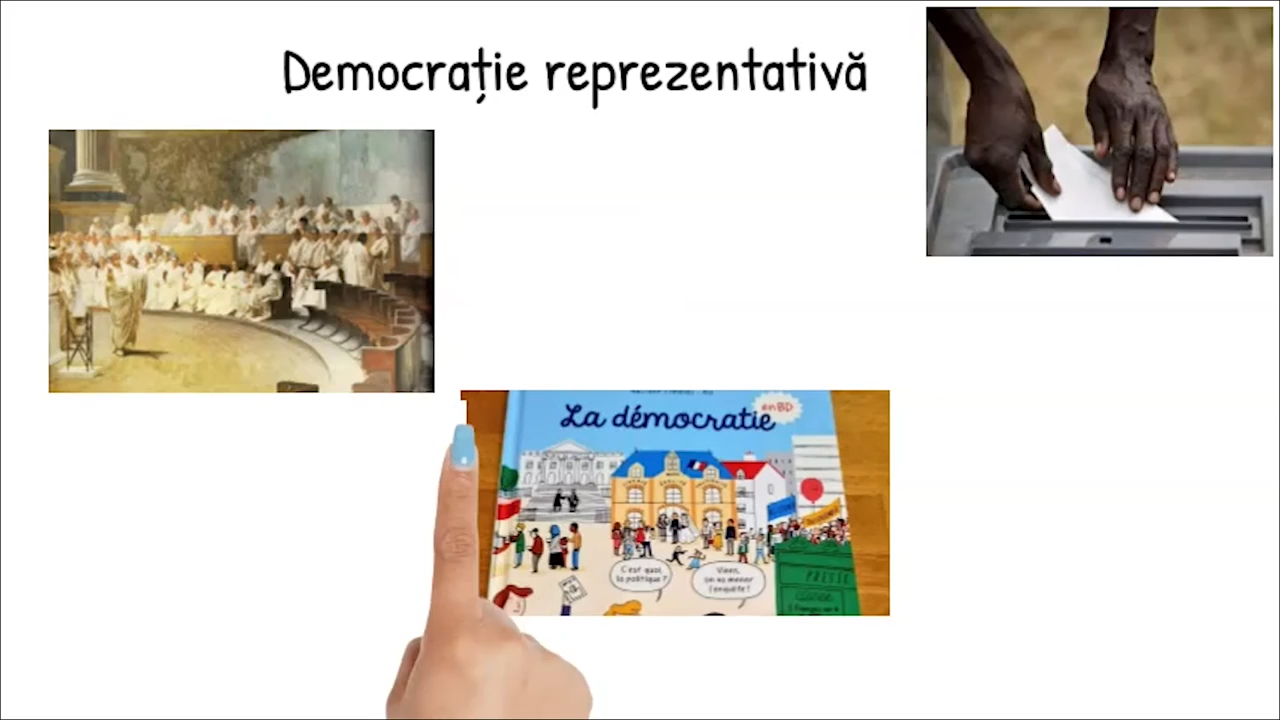 Democrație reprezentativă
La démocratie
en BD
C'est quoi,
la politique ?
Viens,
on va mener
l'enquête !
PRESSE